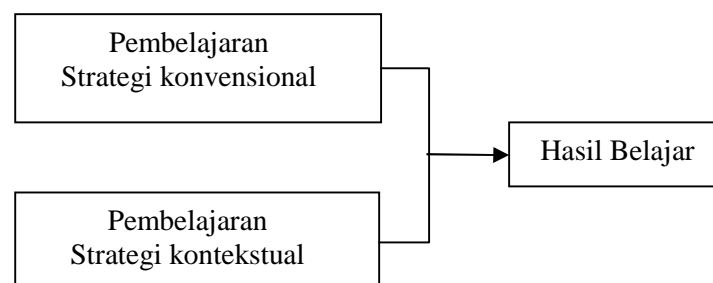 Pembelajaran
Strategi konvensional
Hasil Belajar
Pembelajaran
Strategi kontekstual